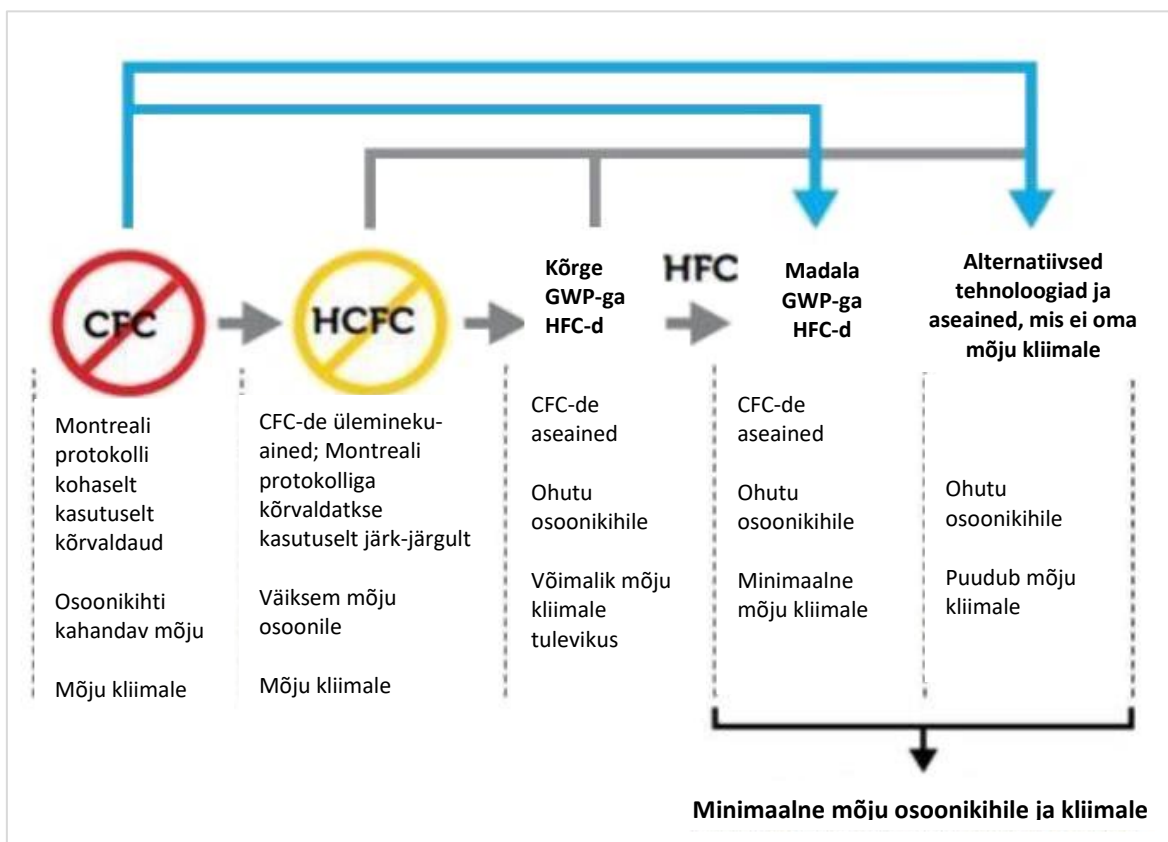 CFC
HCFC
Kõrge
GWP-ga
HFC-d
HFC
Madala
GWP-ga
HFC-d
Alternatiivsed
tehnoloogiad ja
aseained, mis ei oma
mõju kliimale
Montreali
protokolli
kohaselt
kasutuselt
kõrvaldaud
Osoonikihti
kahandav mõju
Mõju kliimale
CFC-de ülemineku-
ained; Montreali
protokolliga
kõrvaldatkse
kasutuselt järk-järgult
Väiksem mõju
osoonile
Mõju kliimale
CFC-de
aseained
Ohutu
osoonikihile
Võimalik mõju
kliimale
tulevikus
CFC-de
aseained
Ohutu
osoonikihile
Minimaalne
mõju kliimale
Ohutu
osoonikihile
Puudub mõju
kliimale
Minimaalne mõju osoonikihile ja kliimale